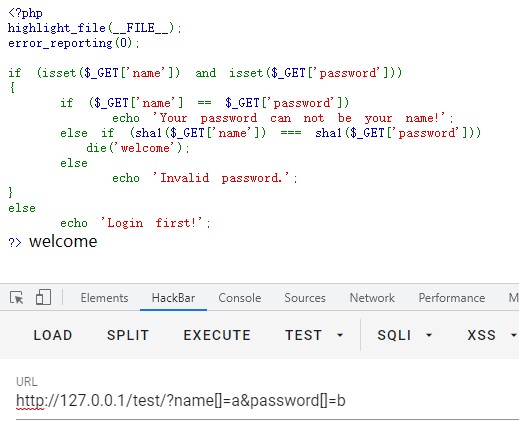 <?php
highlight_file(__FILE__);
error_reporting(0);
if (isset($_GET['name']) and isset($_GET['password']))
{
if ($_GET['name'] == $_GET['password'])
echo 'Your password can not be your name!';
else if (sha1($_GET['name']) === sha1($_GET['password']))
die('welcome');
else
echo 'Invalid password.';
}
else
echo 'Login first!';
?> welcome
Elements HackBar Console Sources Network Performance M
LOAD SPLIT EXECUTE TEST SQLI XSS
URL
http://127.0.0.1/test/?name[]=a&password[]=b